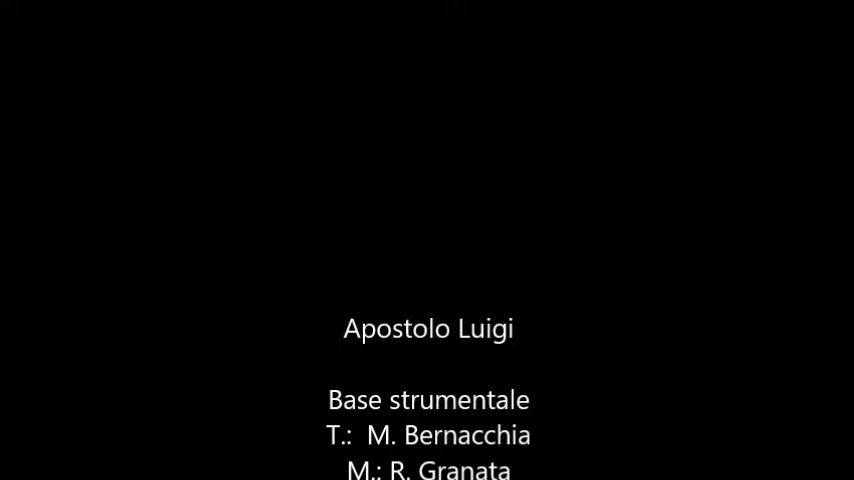 Apostolo Luigi
Base strumentale
T.: M. Bernacchia
M.: R. Granata